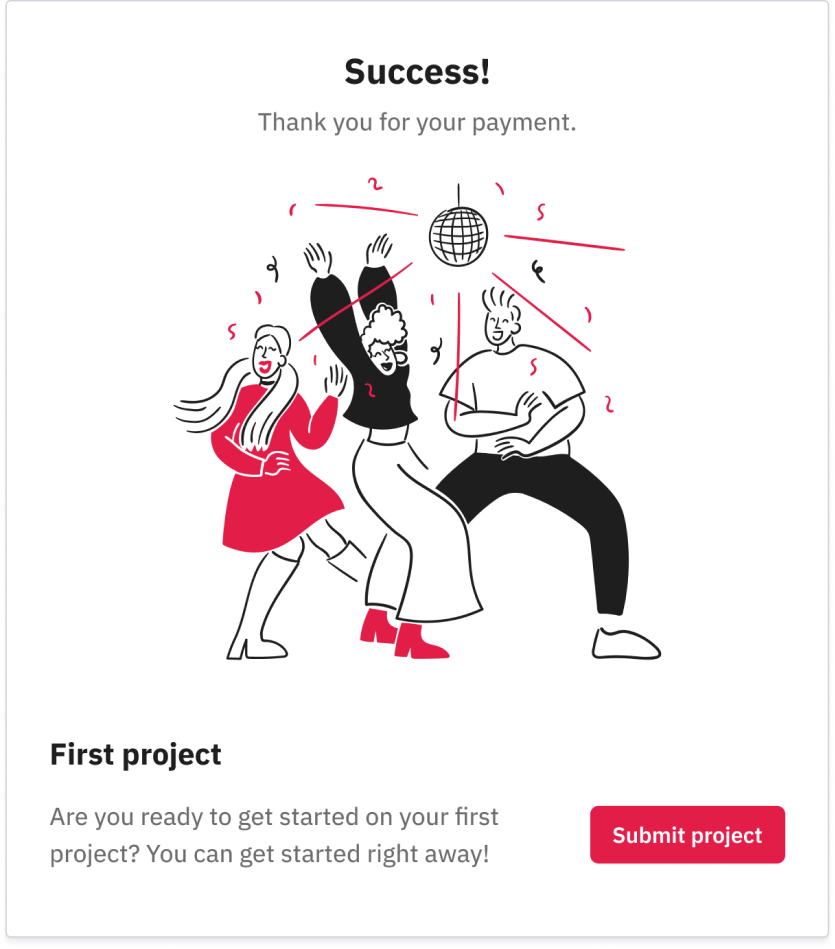 Success!
Thank you for your payment.
First project
Are you ready to get started on your first
project? You can get started right away!
Submit project